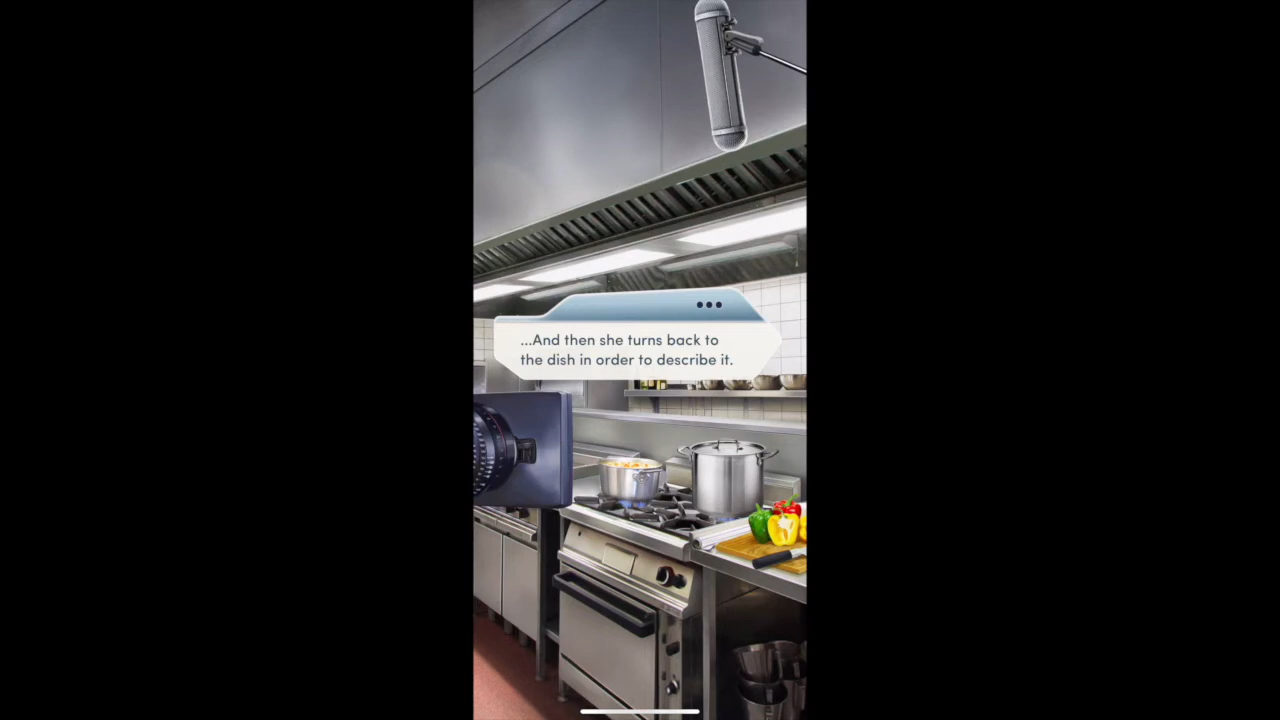 ...And then she turns back to
the dish in order to describe it.